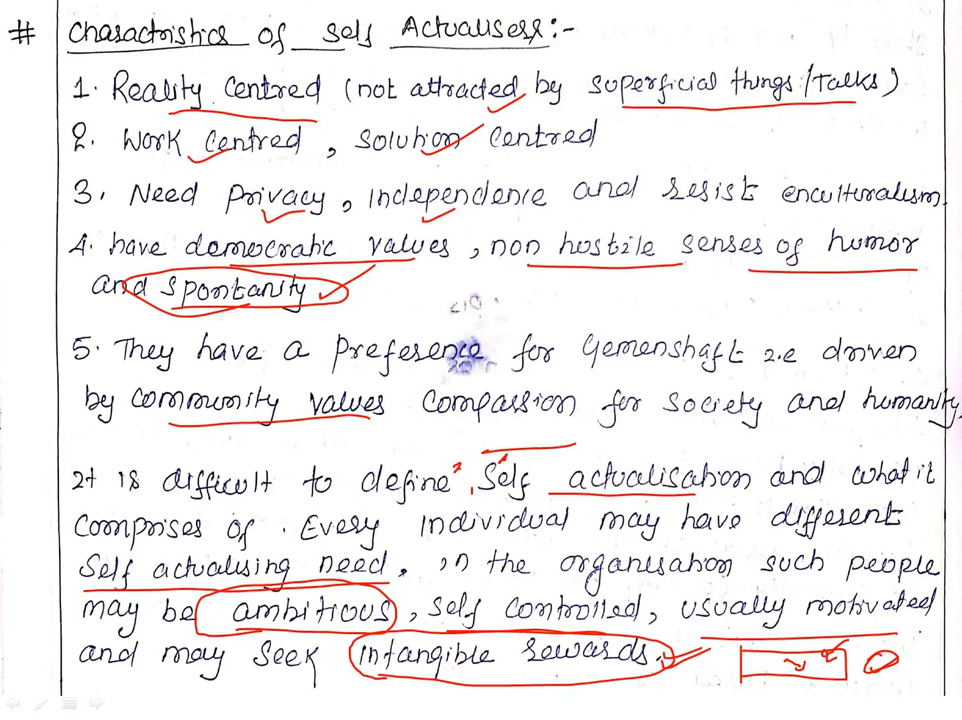 # Charactristics of self Actualisers:-
1. Reality Centred (not attracted by superficial things/Talks)
2. Work Centred, Solution Centred
3. Need Privacy, independence and resist enculturalism.
4. have democratic values, non hostile senses of humor
and spontanity
5. They have a preference for Gemenshaft i.e driven
by community values compassion for society and humanity,
It is difficult to define self actualisation and what it
comprises of. Every individual may have different
self actualising need, in the organisation such people
may be ambitious, self controlled, usually motivated
and may seek intangible rewards.